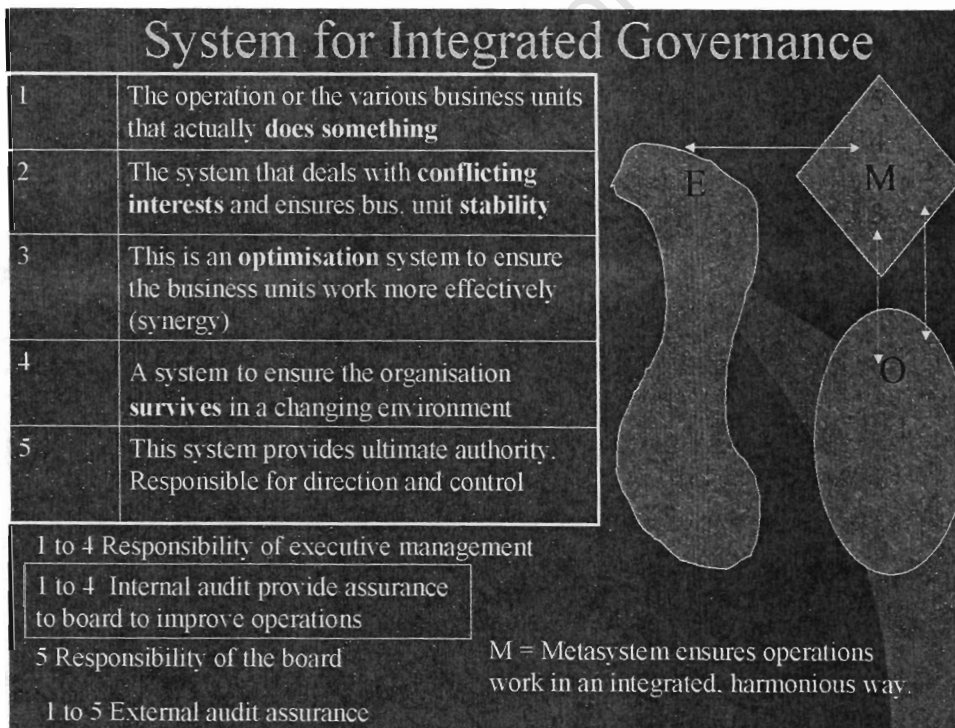 System for Integrated Governance
1
The operation or the various business units
that actually does something
2
The system that deals with conflicting
interests and ensures bus. unit stability
3
This is an optimisation system to ensure
the business units work more effectively
(synergy)
4
A system to ensure the organisation
survives in a changing environment
5
This system provides ultimate authority.
Responsible for direction and control
E
M
O
1 to 4 Responsibility of executive management
1 to 4 Internal audit provide assurance
to board to improve operations
5 Responsibility of the board
1 to 5 External audit assurance
M = Metasystem ensures operations
work in an integrated. harmonious way.